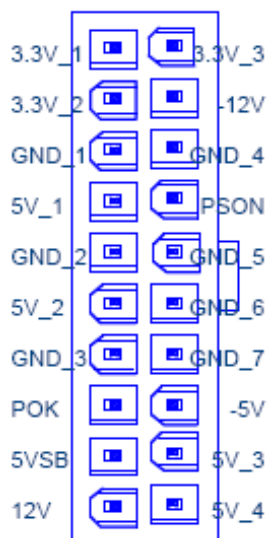 3.3V_1 3.3V_3
3.3V_2 -12V
GND_1 GND_4
5V_1 PSON
GND_2 GND_5
5V_2 GND_6
GND_3 GND_7
POK -5V
5VSB 5V_3
12V 5V_4